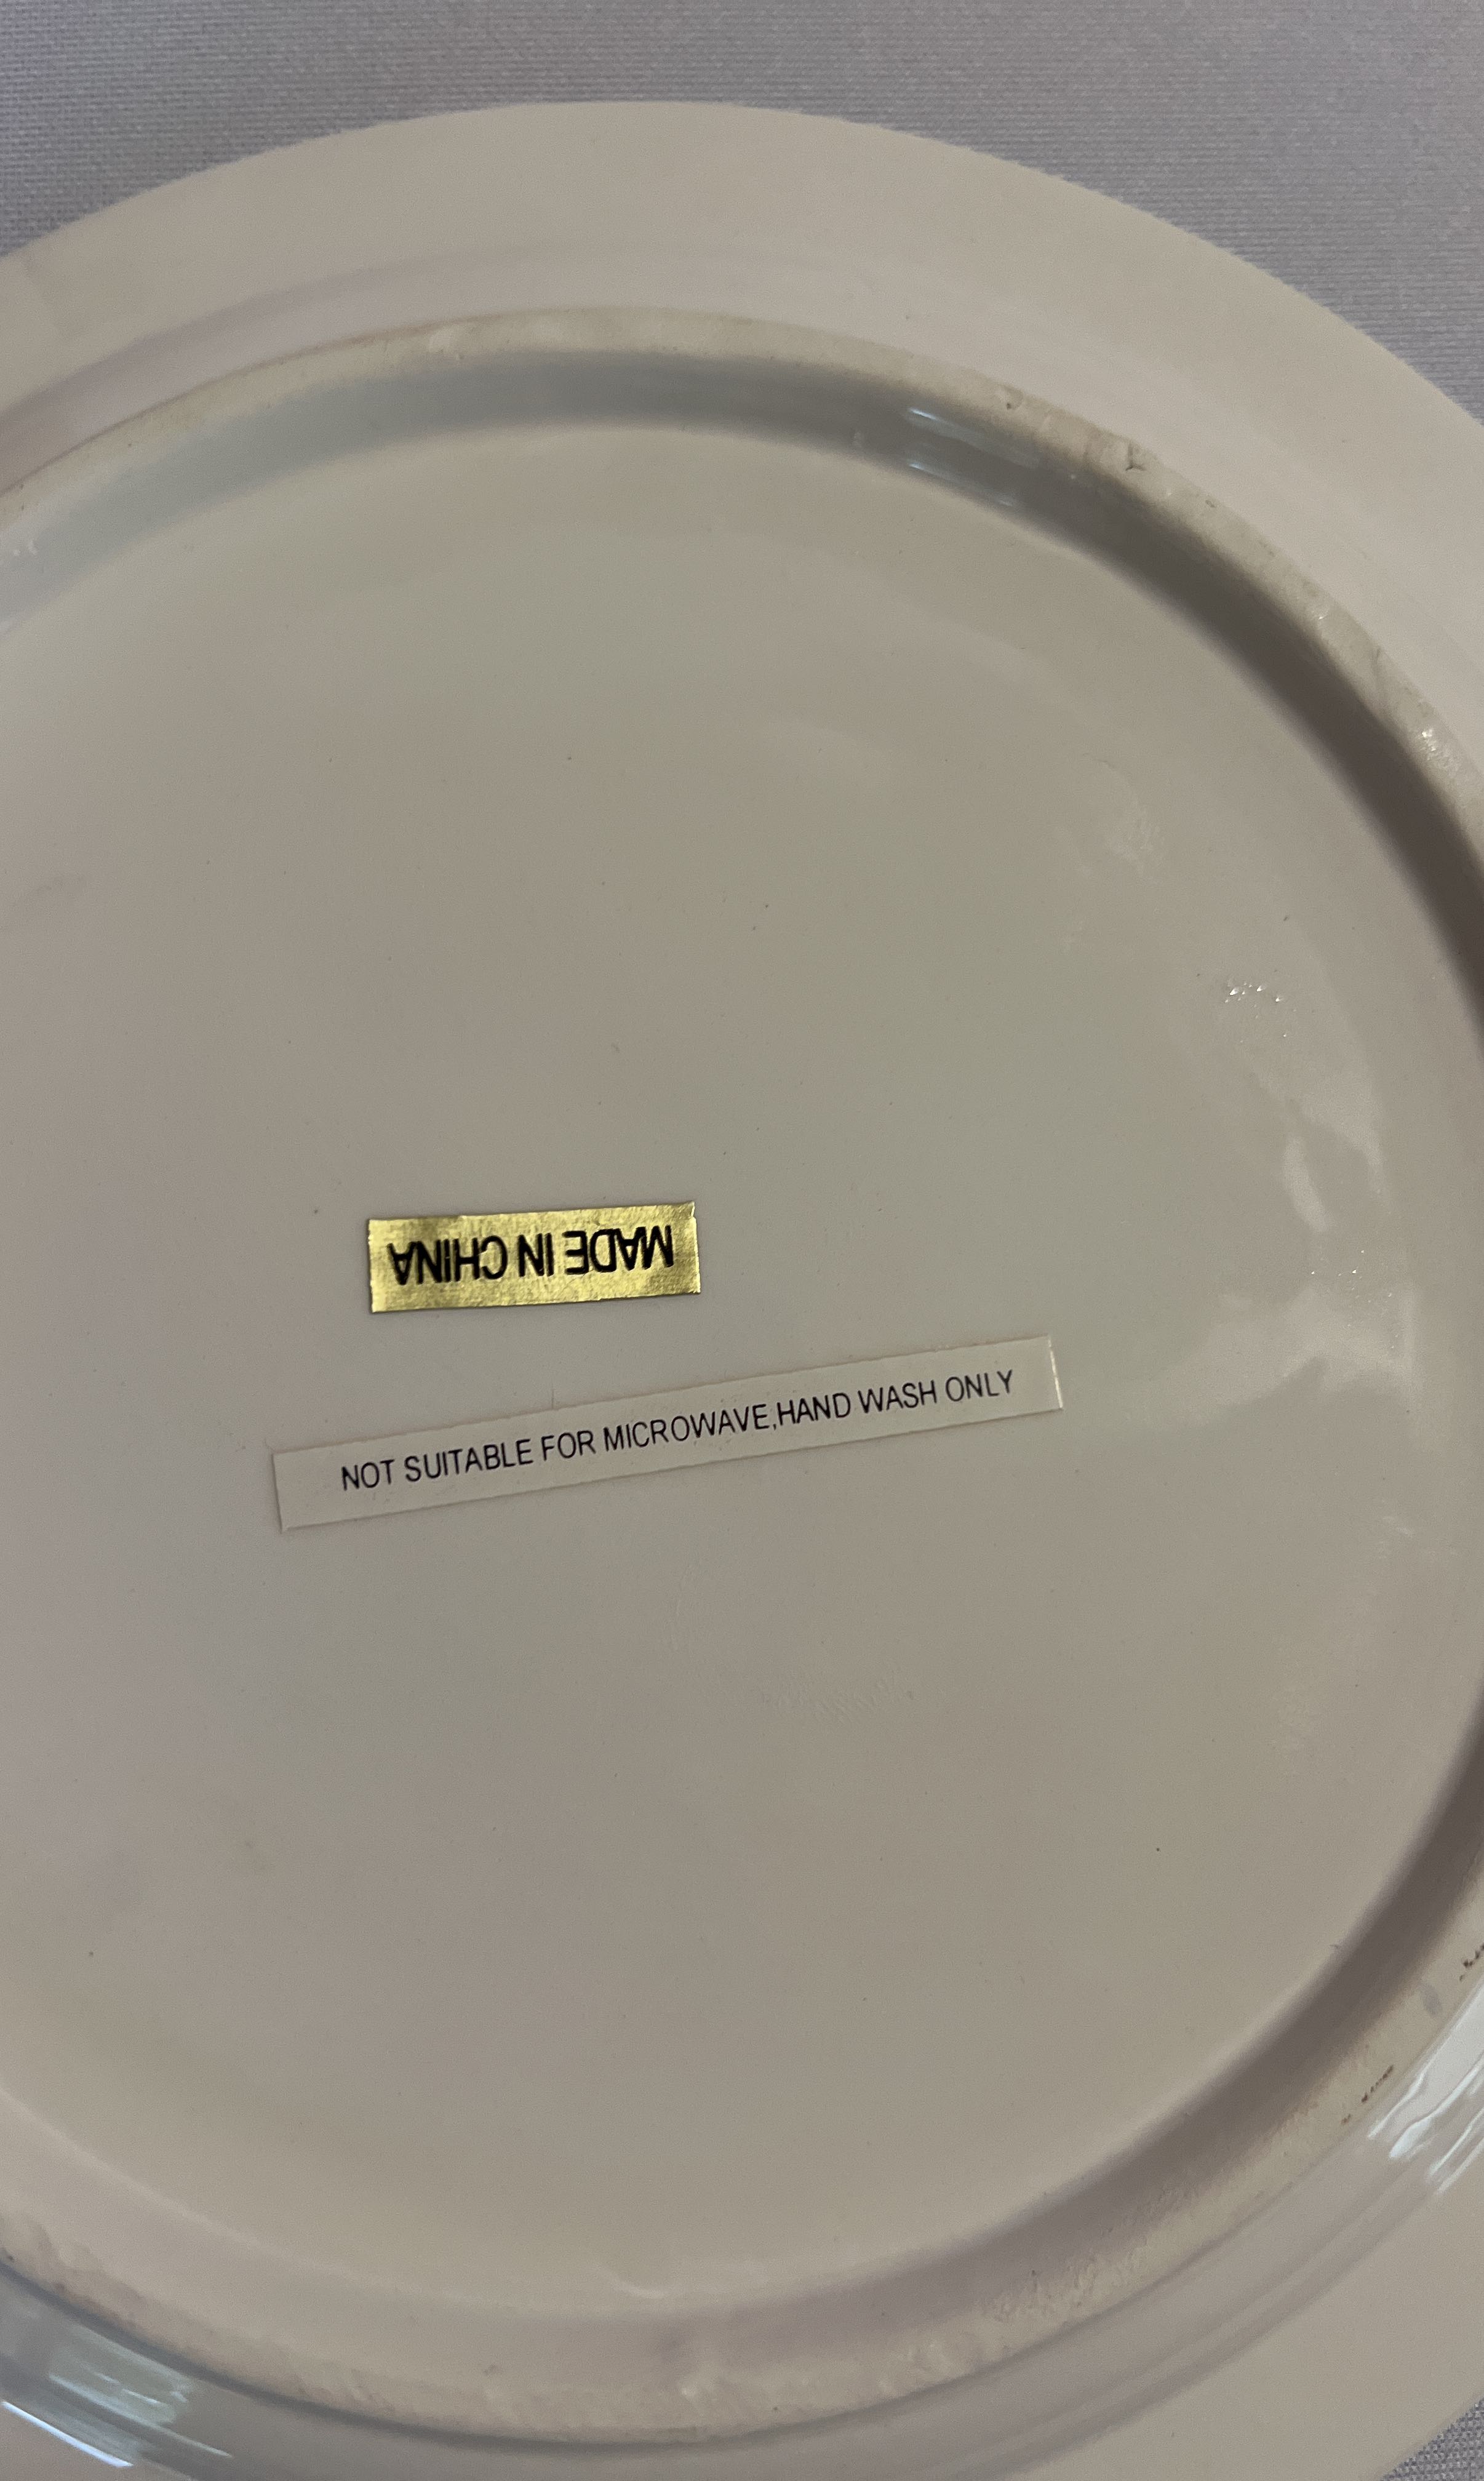 MADE IN CHINA
NOT SUITABLE FOR MICROWAVE,HAND WASH ONLY